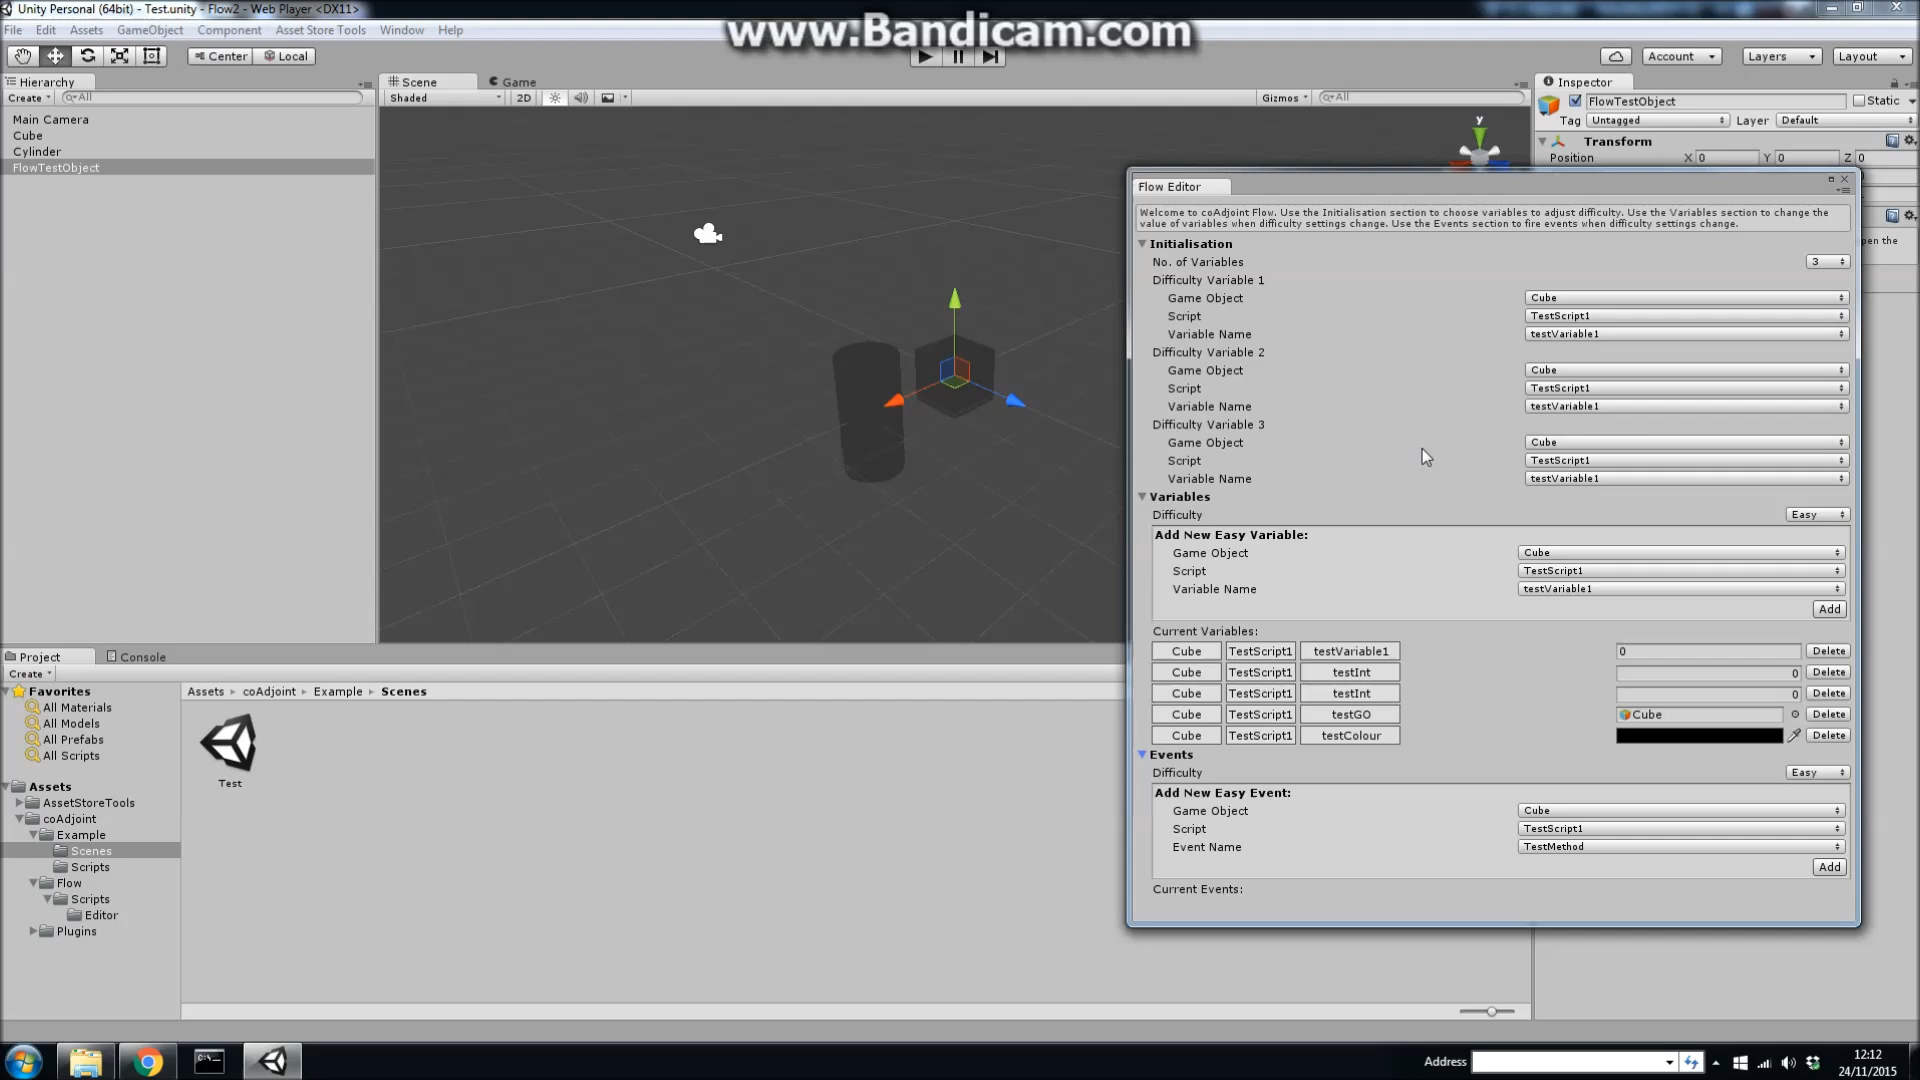 Unity Personal (64bit) - Test.unity - Flow2 - Web Player <DX11>
www.Bandicam.com
File Edit Assets GameObject Component Asset Store Tools Window Help
Center Local Account Layers Layout
Hierarchy
Create All
Main Camera
Cube
Cylinder
FlowTestObject
Scene Game
Shaded 2D Gizmos All
y
Inspector
FlowTestObject Static
Tag Untagged Layer Default
Transform
Position X 0 Y 0 Z 0
pen the
Flow Editor
Welcome to coAdjoint Flow. Use the Initialisation section to choose variables to adjust difficulty. Use the Variables section to change the
value of variables when difficulty settings change. Use the Events section to fire events when difficulty settings change.
Initialisation
No. of Variables 3
Difficulty Variable 1
Game Object Cube
Script TestScript1
Variable Name testVariable1
Difficulty Variable 2
Game Object Cube
Script TestScript1
Variable Name testVariable1
Difficulty Variable 3
Game Object Cube
Script TestScript1
Variable Name testVariable1
Variables
Difficulty Easy
Add New Easy Variable:
Game Object Cube
Script TestScript1
Variable Name testVariable1
Add
Current Variables:
Cube TestScript1 testVariable1 0 Delete
Cube TestScript1 testInt 0 Delete
Cube TestScript1 testInt 0 Delete
Cube TestScript1 testGO Cube Delete
Cube TestScript1 testColour Delete
Events
Difficulty Easy
Add New Easy Event:
Game Object Cube
Script TestScript1
Event Name TestMethod
Add
Current Events:
Project Console
Create
Favorites
All Materials
All Models
All Prefabs
All Scripts
Assets
AssetStoreTools
coAdjoint
Example
Scenes
Scripts
Flow
Scripts
Editor
Plugins
Assets coAdjoint Example Scenes
Test
Address
12:12
24/11/2015